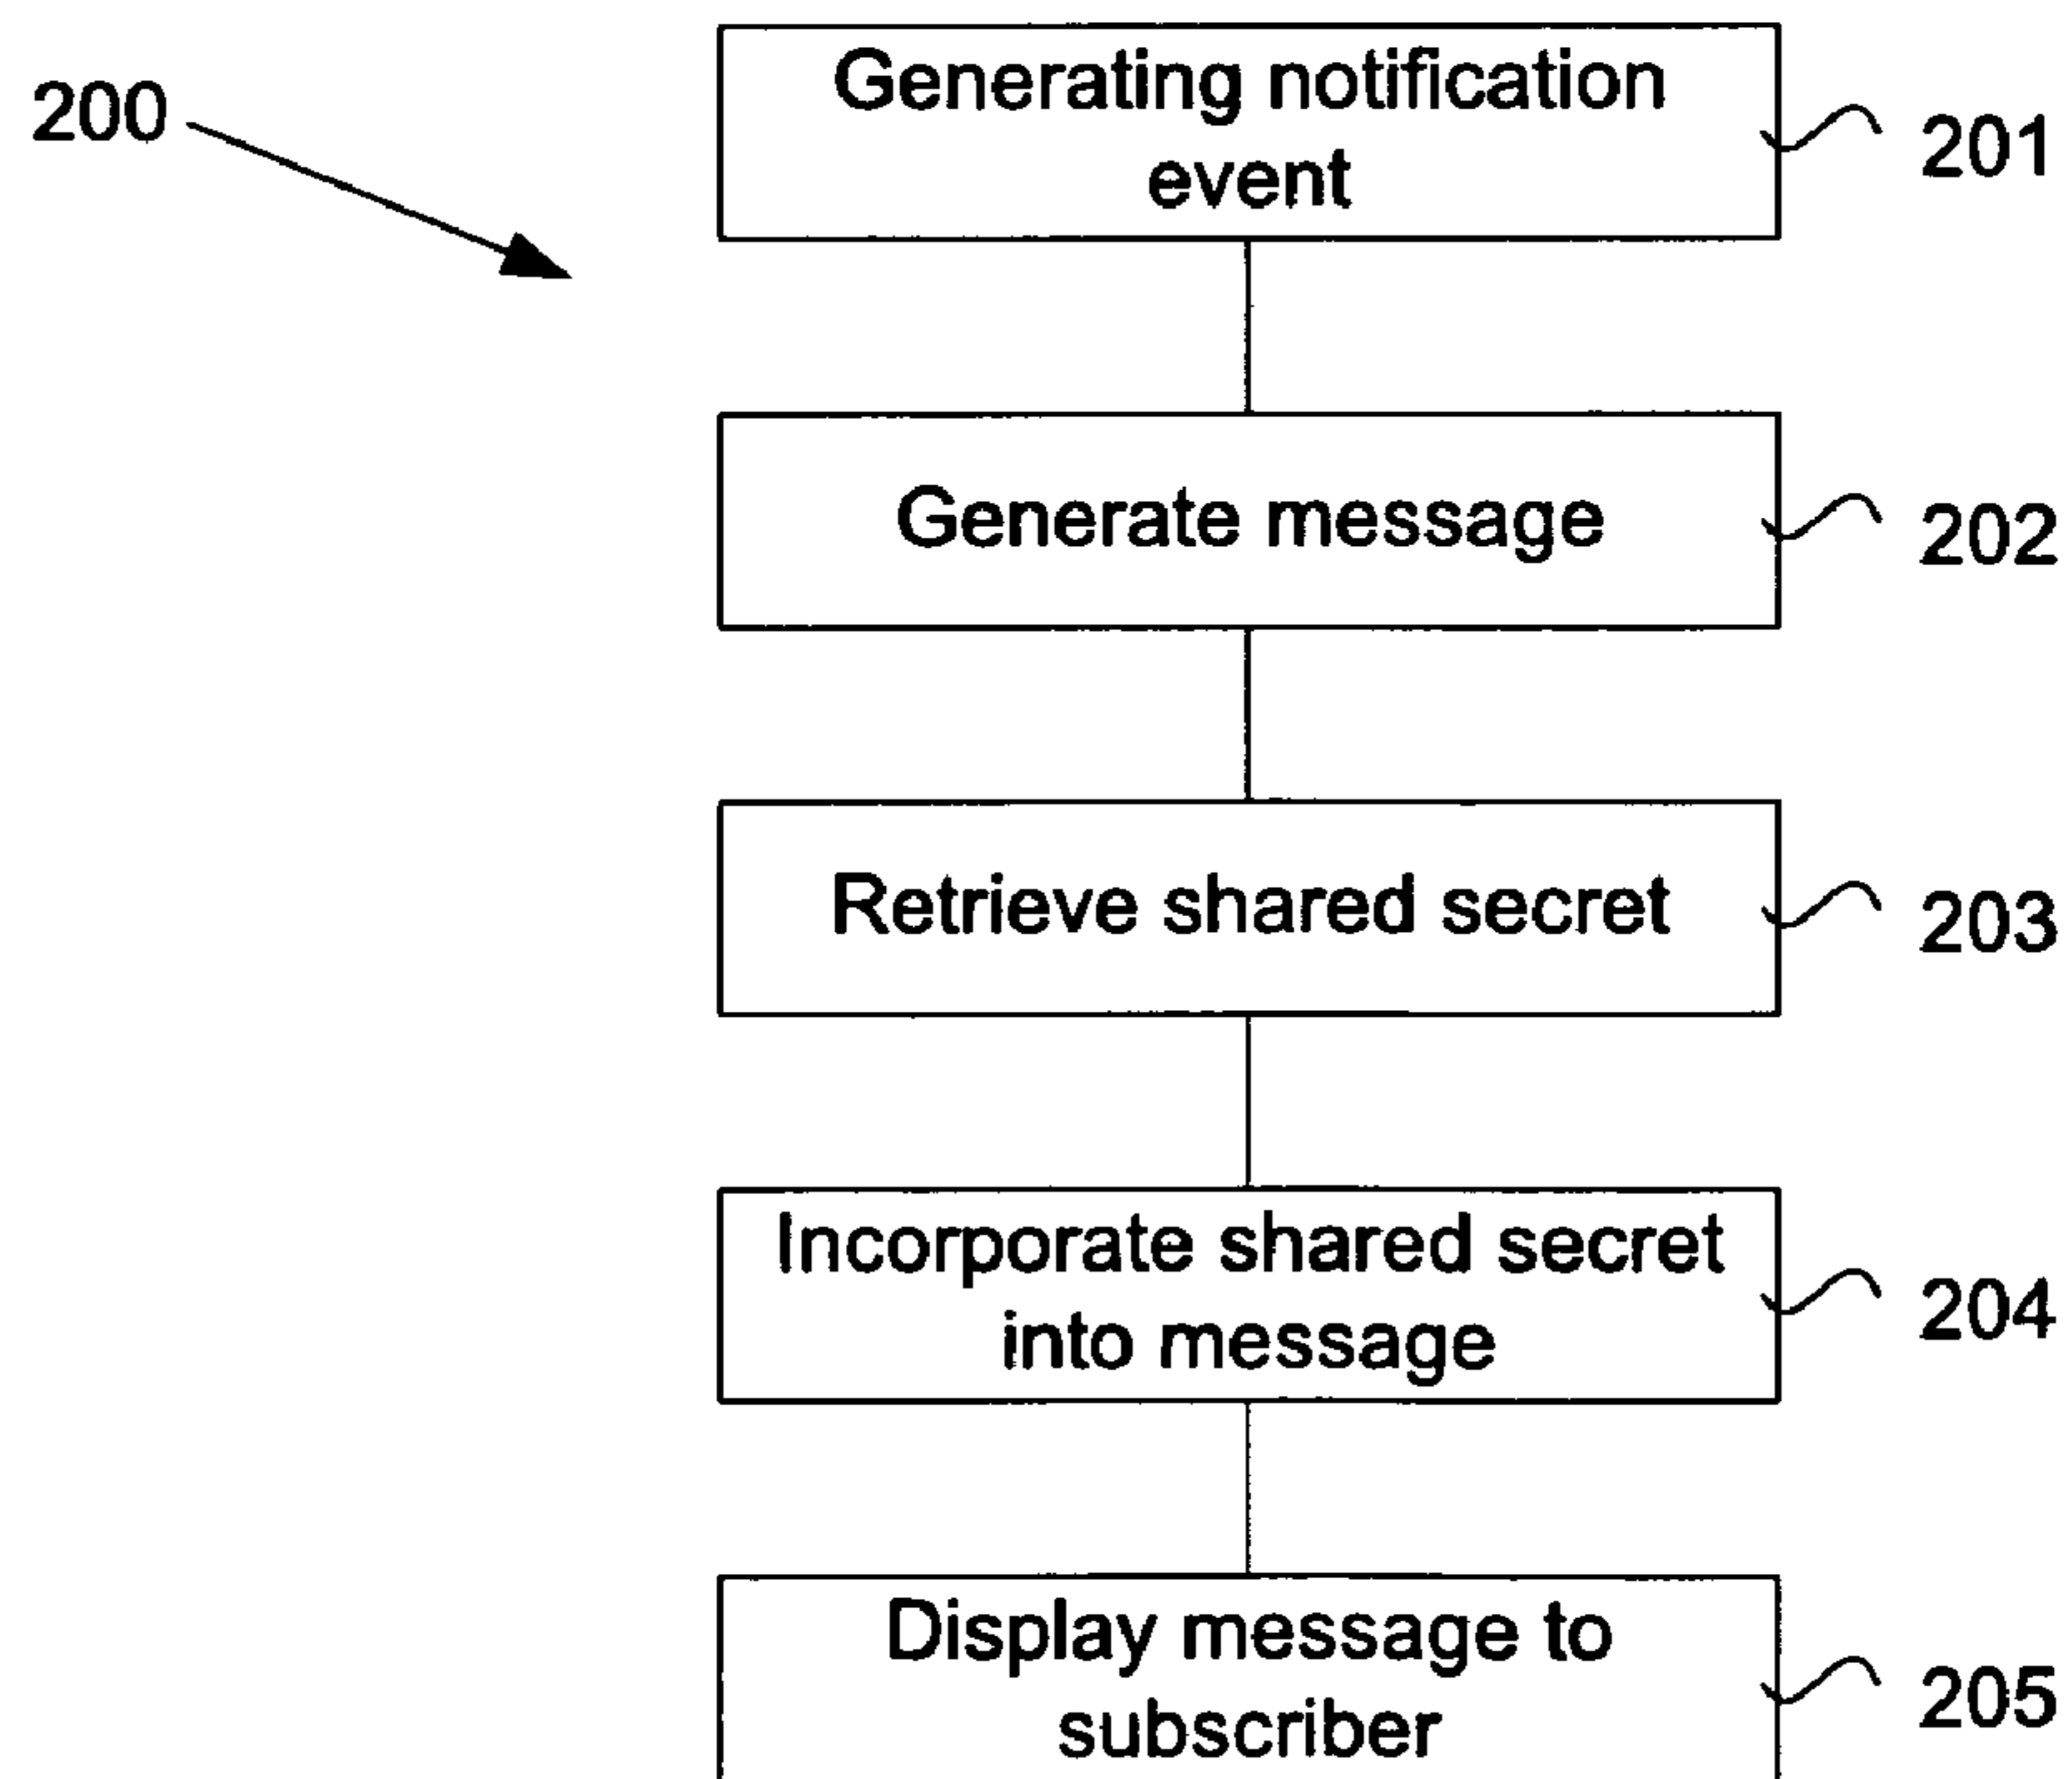 200
Generating notification
event
201
Generate message
202
Retrieve shared secret
203
Incorporate shared secret
into message
204
Display message to
subscriber
205